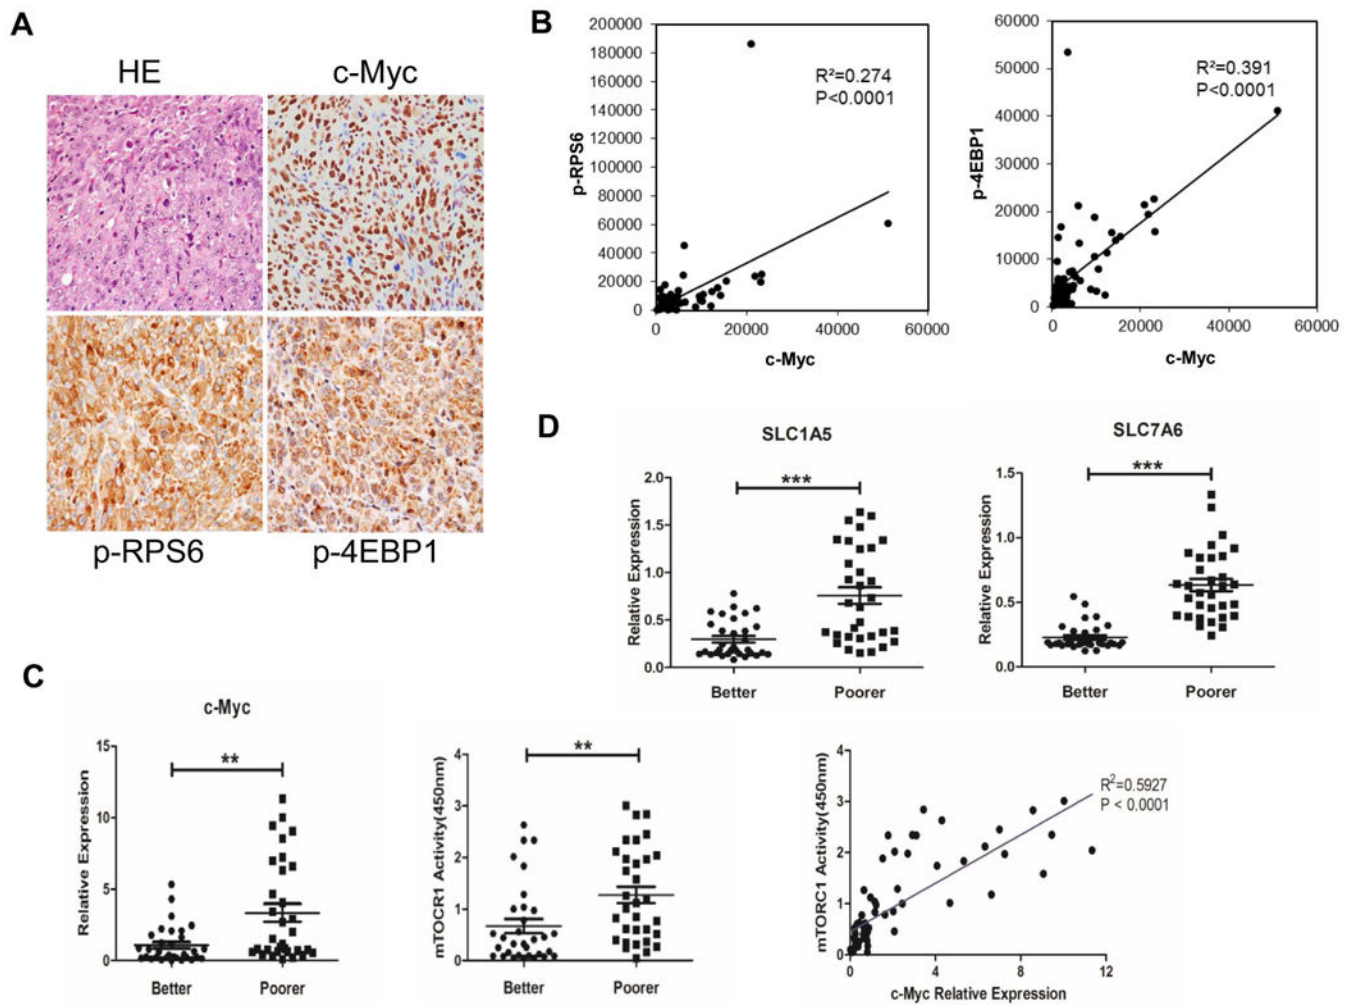 A
HE
c-Myc
p-RPS6
p-4EBP1
B
200000
180000
160000
140000
120000
100000
80000
60000
40000
20000
0
p-RPS6
R²=0.274
P<0.0001
0
20000
40000
60000
c-Myc
60000
50000
40000
30000
20000
10000
0
p-4EBP1
R²=0.391
P<0.0001
0
20000
40000
60000
c-Myc
D
SLC1A5
***
2.0
1.5
1.0
0.5
0.0
Relative Expression
Better
Poorer
SLC7A6
***
1.5
1.0
0.5
0.0
Relative Expression
Better
Poorer
C
c-Myc
**
15
10
5
0
Relative Expression
Better
Poorer
**
4
3
2
1
0
mTOCR1 Activity(450nm)
Better
Poorer
4
3
2
1
0
mTORC1 Activity(450nm)
R²=0.5927
P < 0.0001
0
4
8
12
c-Myc Relative Expression